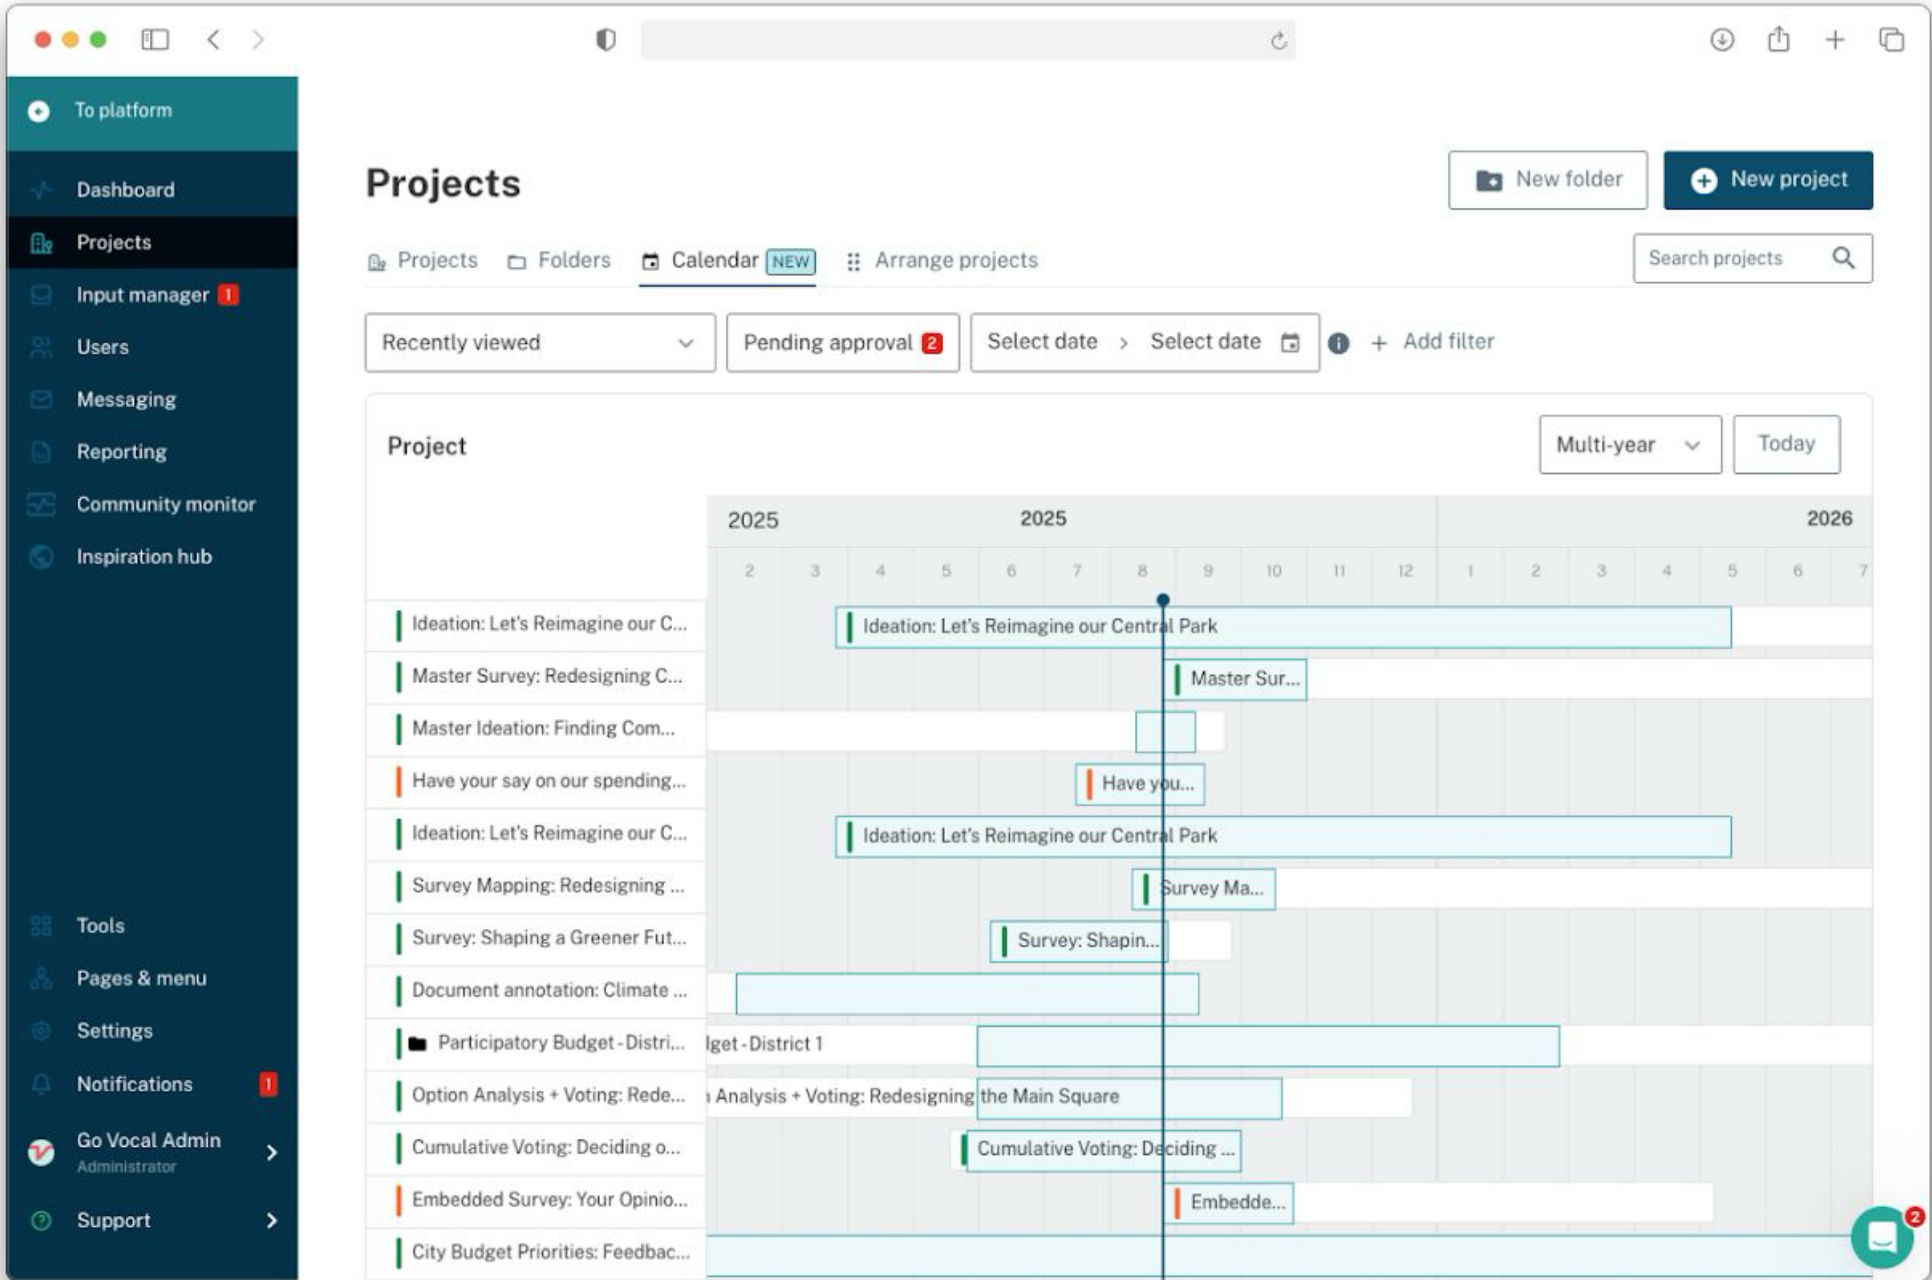 To platform
Dashboard
Projects
Input manager 1
Users
Messaging
Reporting
Community monitor
Inspiration hub
Tools
Pages & menu
Settings
Notifications 1
Go Vocal Admin
Administrator
Support
Projects
New folder
New project
Projects Folders Calendar NEW Arrange projects
Search projects
Recently viewed Pending approval 2 Select date > Select date + Add filter
Project
Multi-year Today
2025 2025 2026
2 3 4 5 6 7 8 9 10 11 12 1 2 3 4 5 6 7
Ideation: Let's Reimagine our C... Ideation: Let's Reimagine our Central Park
Master Survey: Redesigning C... Master Sur...
Master Ideation: Finding Com...
Have your say on our spending... Have you...
Ideation: Let's Reimagine our C... Ideation: Let's Reimagine our Central Park
Survey Mapping: Redesigning ... Survey Ma...
Survey: Shaping a Greener Fut... Survey: Shapin...
Document annotation: Climate ...
Participatory Budget - Distri... get - District 1
Option Analysis + Voting: Rede... Analysis + Voting: Redesigning the Main Square
Cumulative Voting: Deciding o... Cumulative Voting: Deciding ...
Embedded Survey: Your Opinio... Embedde...
City Budget Priorities: Feedbac...
2